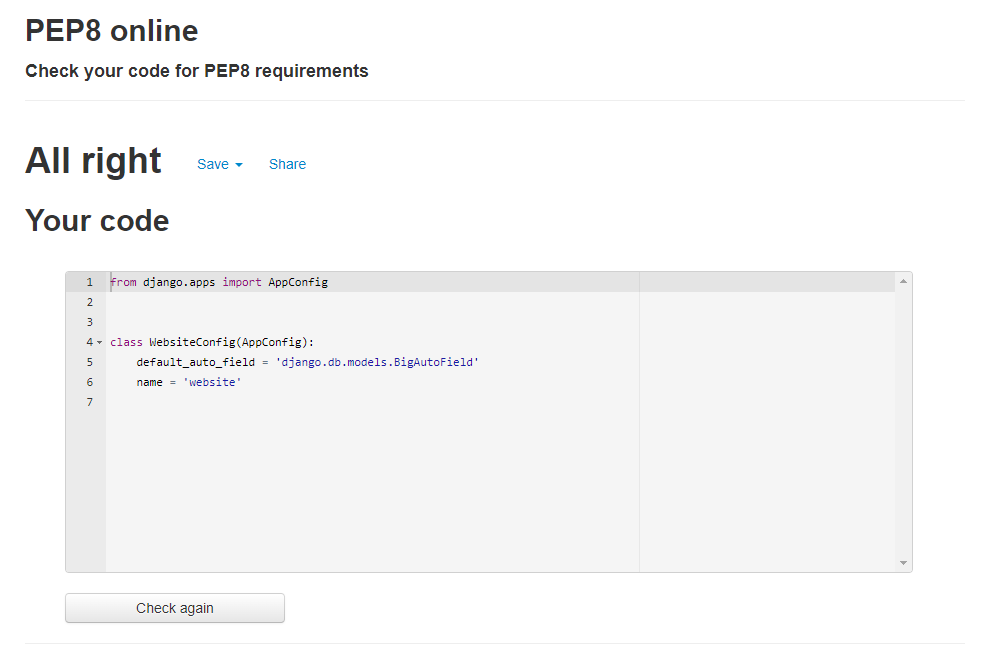 PEP8 online
Check your code for PEP8 requirements
All right Save Share
Your code
1 from django.apps import AppConfig
2
3
4 class WebsiteConfig(AppConfig):
5     default_auto_field = 'django.db.models.BigAutoField'
6     name = 'website'
7
Check again